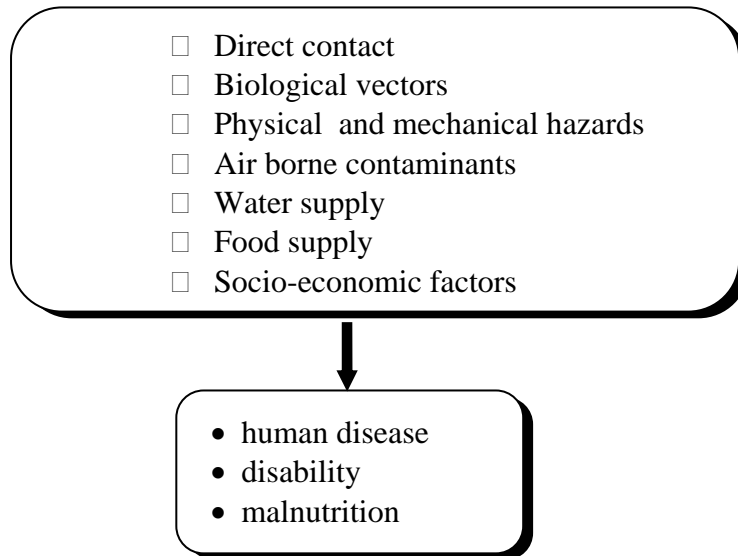 □ Direct contact
□ Biological vectors
□ Physical and mechanical hazards
□ Air borne contaminants
□ Water supply
□ Food supply
□ Socio-economic factors
• human disease
• disability
• malnutrition